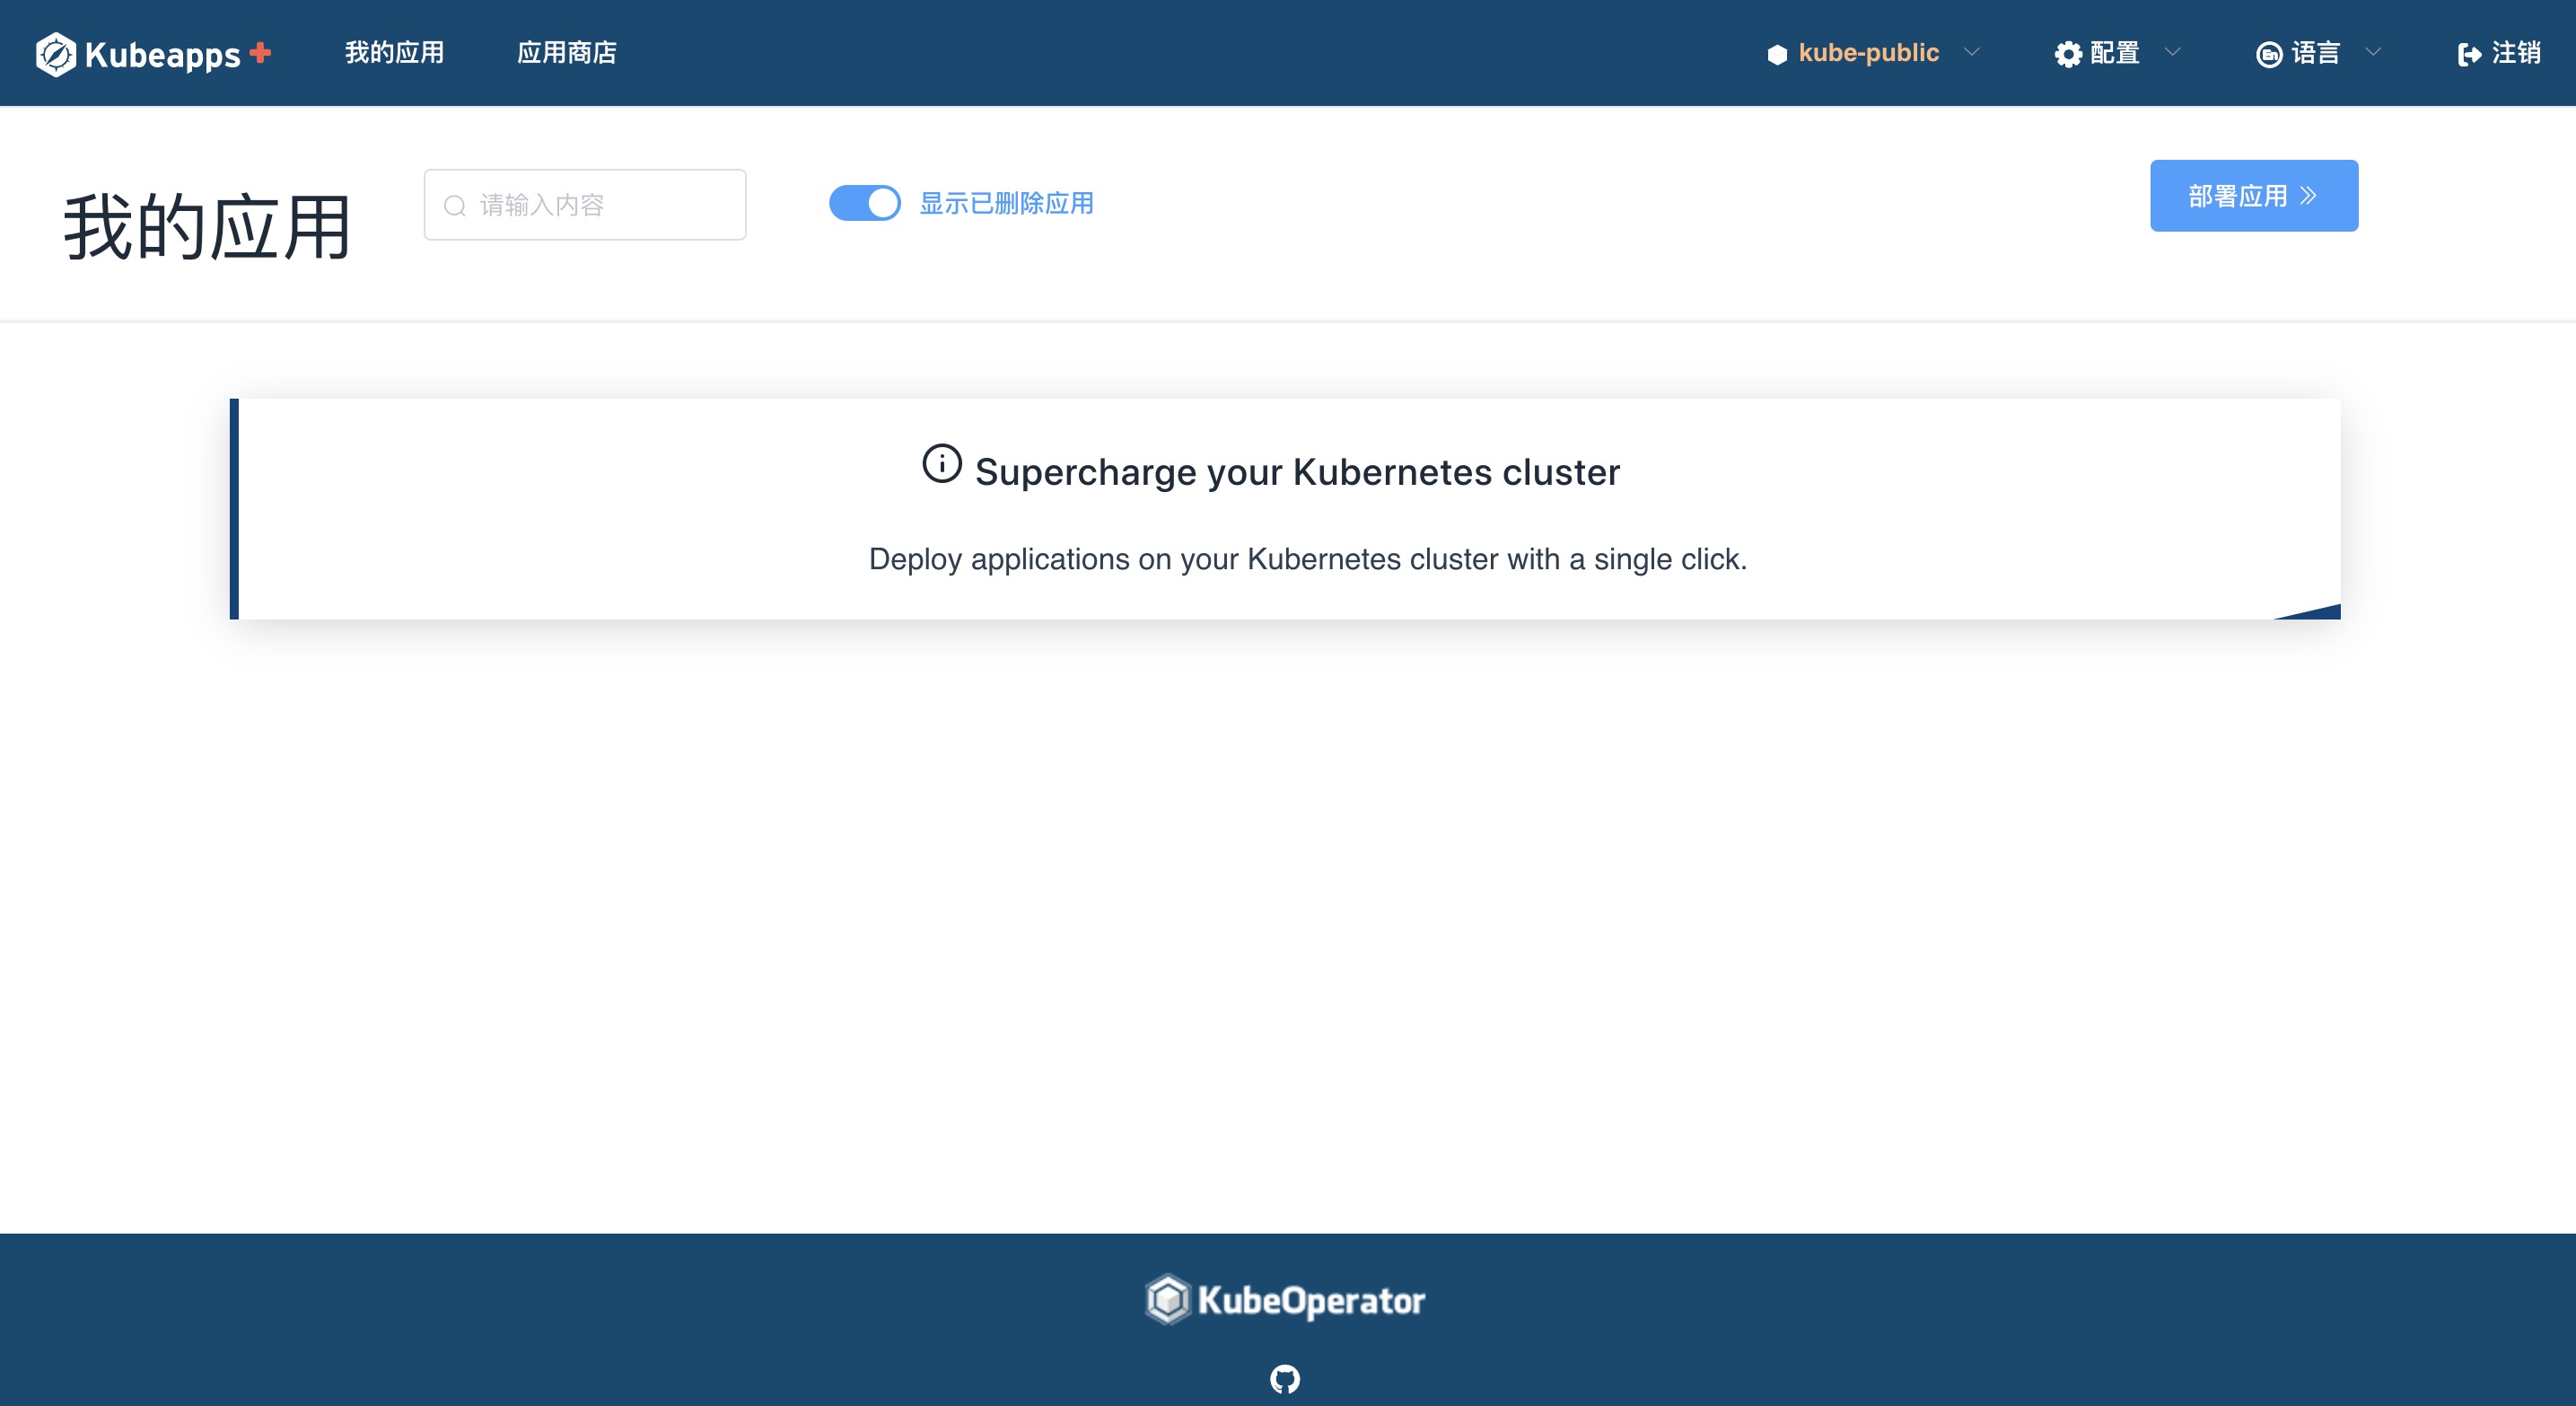 Kubeapps+ 我的应用 应用商店 kube-public 配置 En 语言 注销
我的应用 请输入内容 显示已删除应用 部署应用
Supercharge your Kubernetes cluster
Deploy applications on your Kubernetes cluster with a single click.
KubeOperator